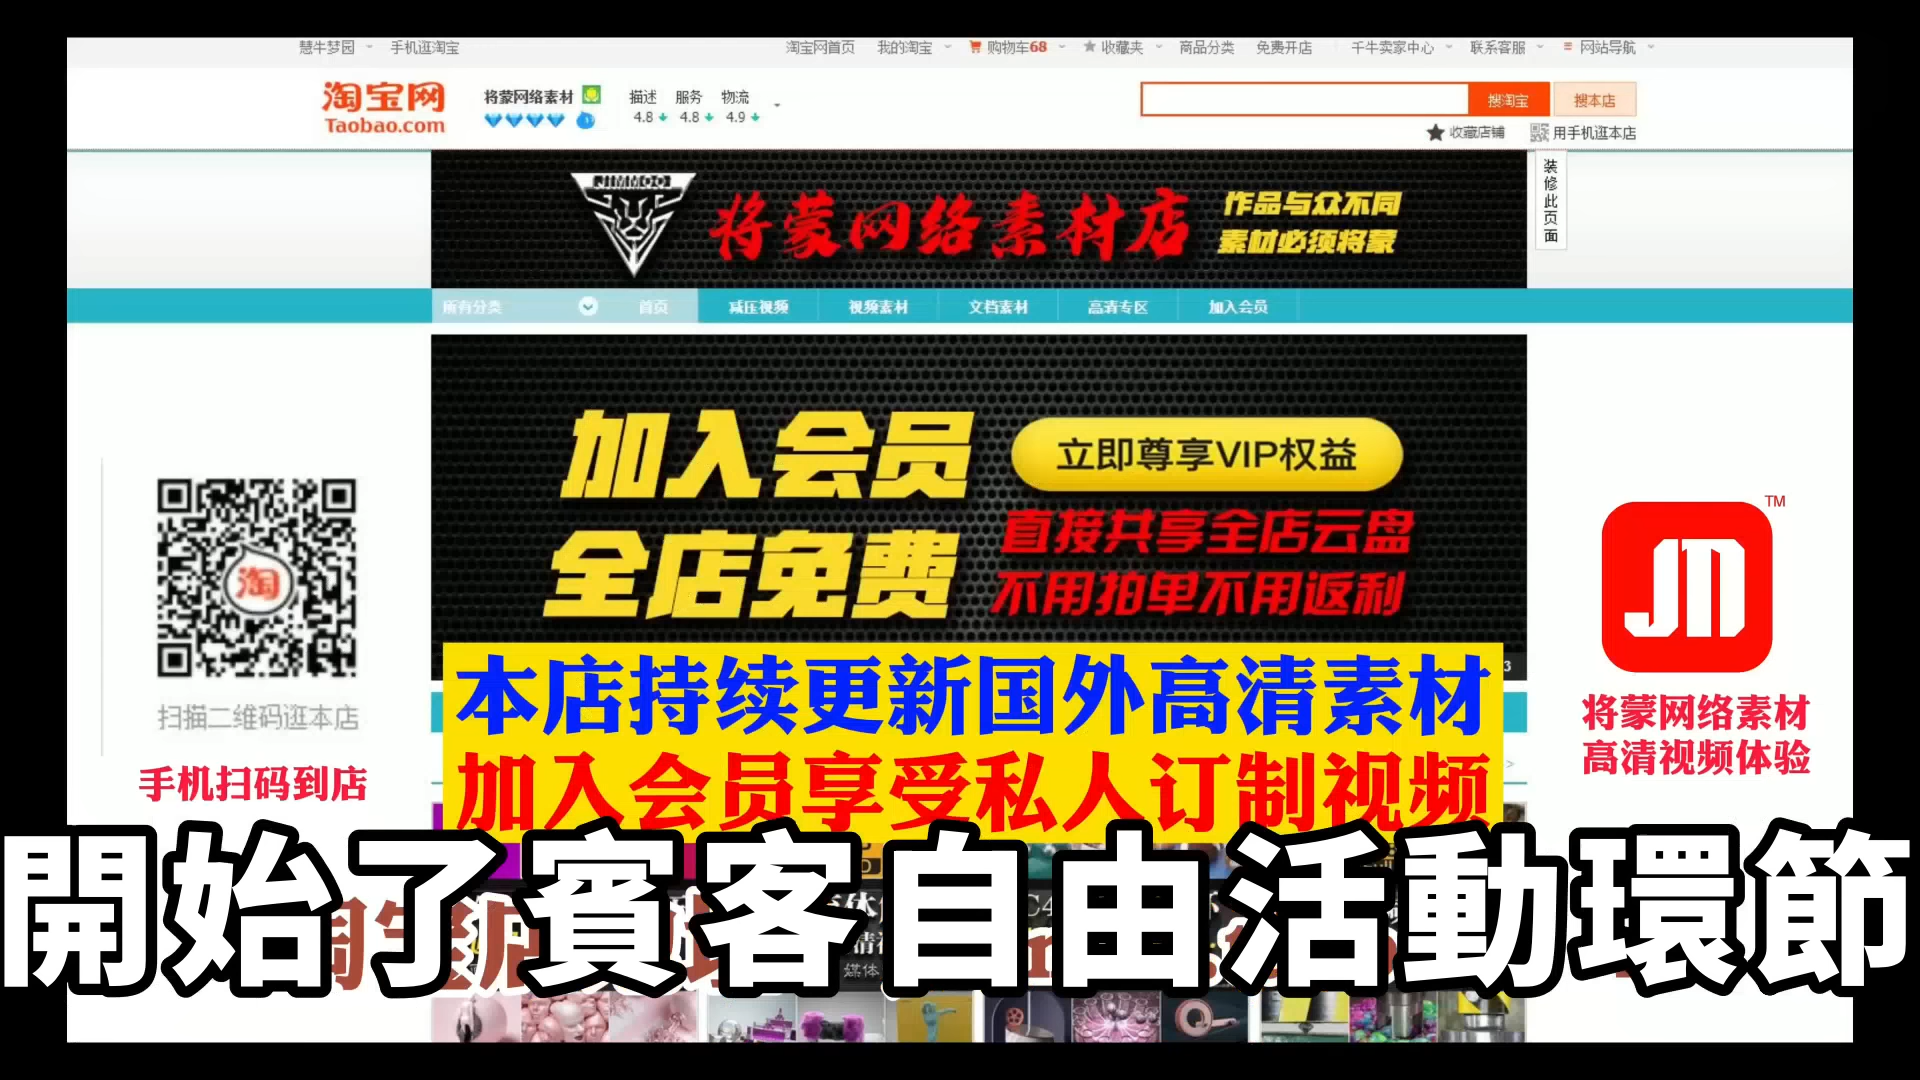 慧牛梦园 手机逛淘宝 淘宝网首页 我的淘宝 购物车68 收藏夹 商品分类 免费开店 千牛卖家中心 联系客服 网站导航
淘宝网
Taobao.com
将蒙网络素材
描述 服务 物流
4.8 4.8 4.9
搜淘宝 搜本店
收藏店铺 用手机逛本店
JIMMOO
将蒙网络素材店
作品与众不同
素材必须将蒙
装修此页面
所有分类 首页 减压视频 视频素材 文档素材 高清专区 加入会员
加入会员
立即尊享VIP权益
全店免费
直接共享全店云盘
不用拍单不用返利
淘
扫描二维码逛本店
手机扫码到店
TM
JM
将蒙网络素材
高清视频体验
本店持续更新国外高清素材
加入会员享受私人订制视频
開始了賓客自由活動環節